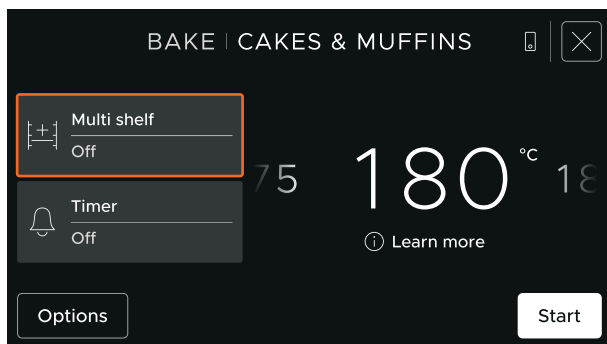 BAKE | CAKES & MUFFINS
Multi shelf
Off
75 180 °C 18
Learn more
Timer
Off
Options
Start